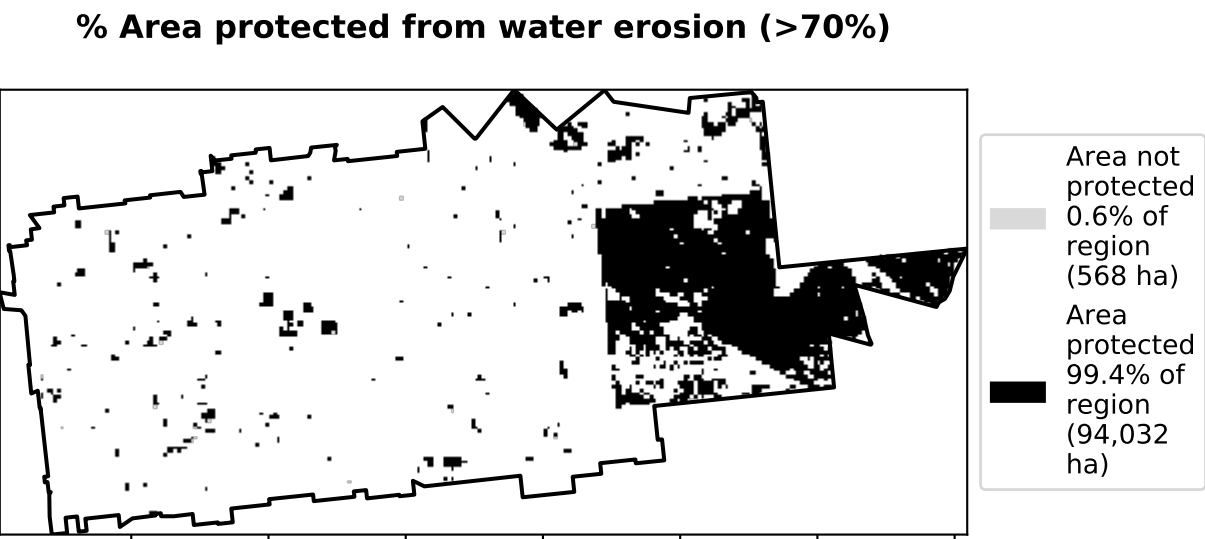 % Area protected from water erosion (>70%)
Area not
protected
0.6% of
region
(568 ha)
Area
protected
99.4% of
region
(94,032
ha)